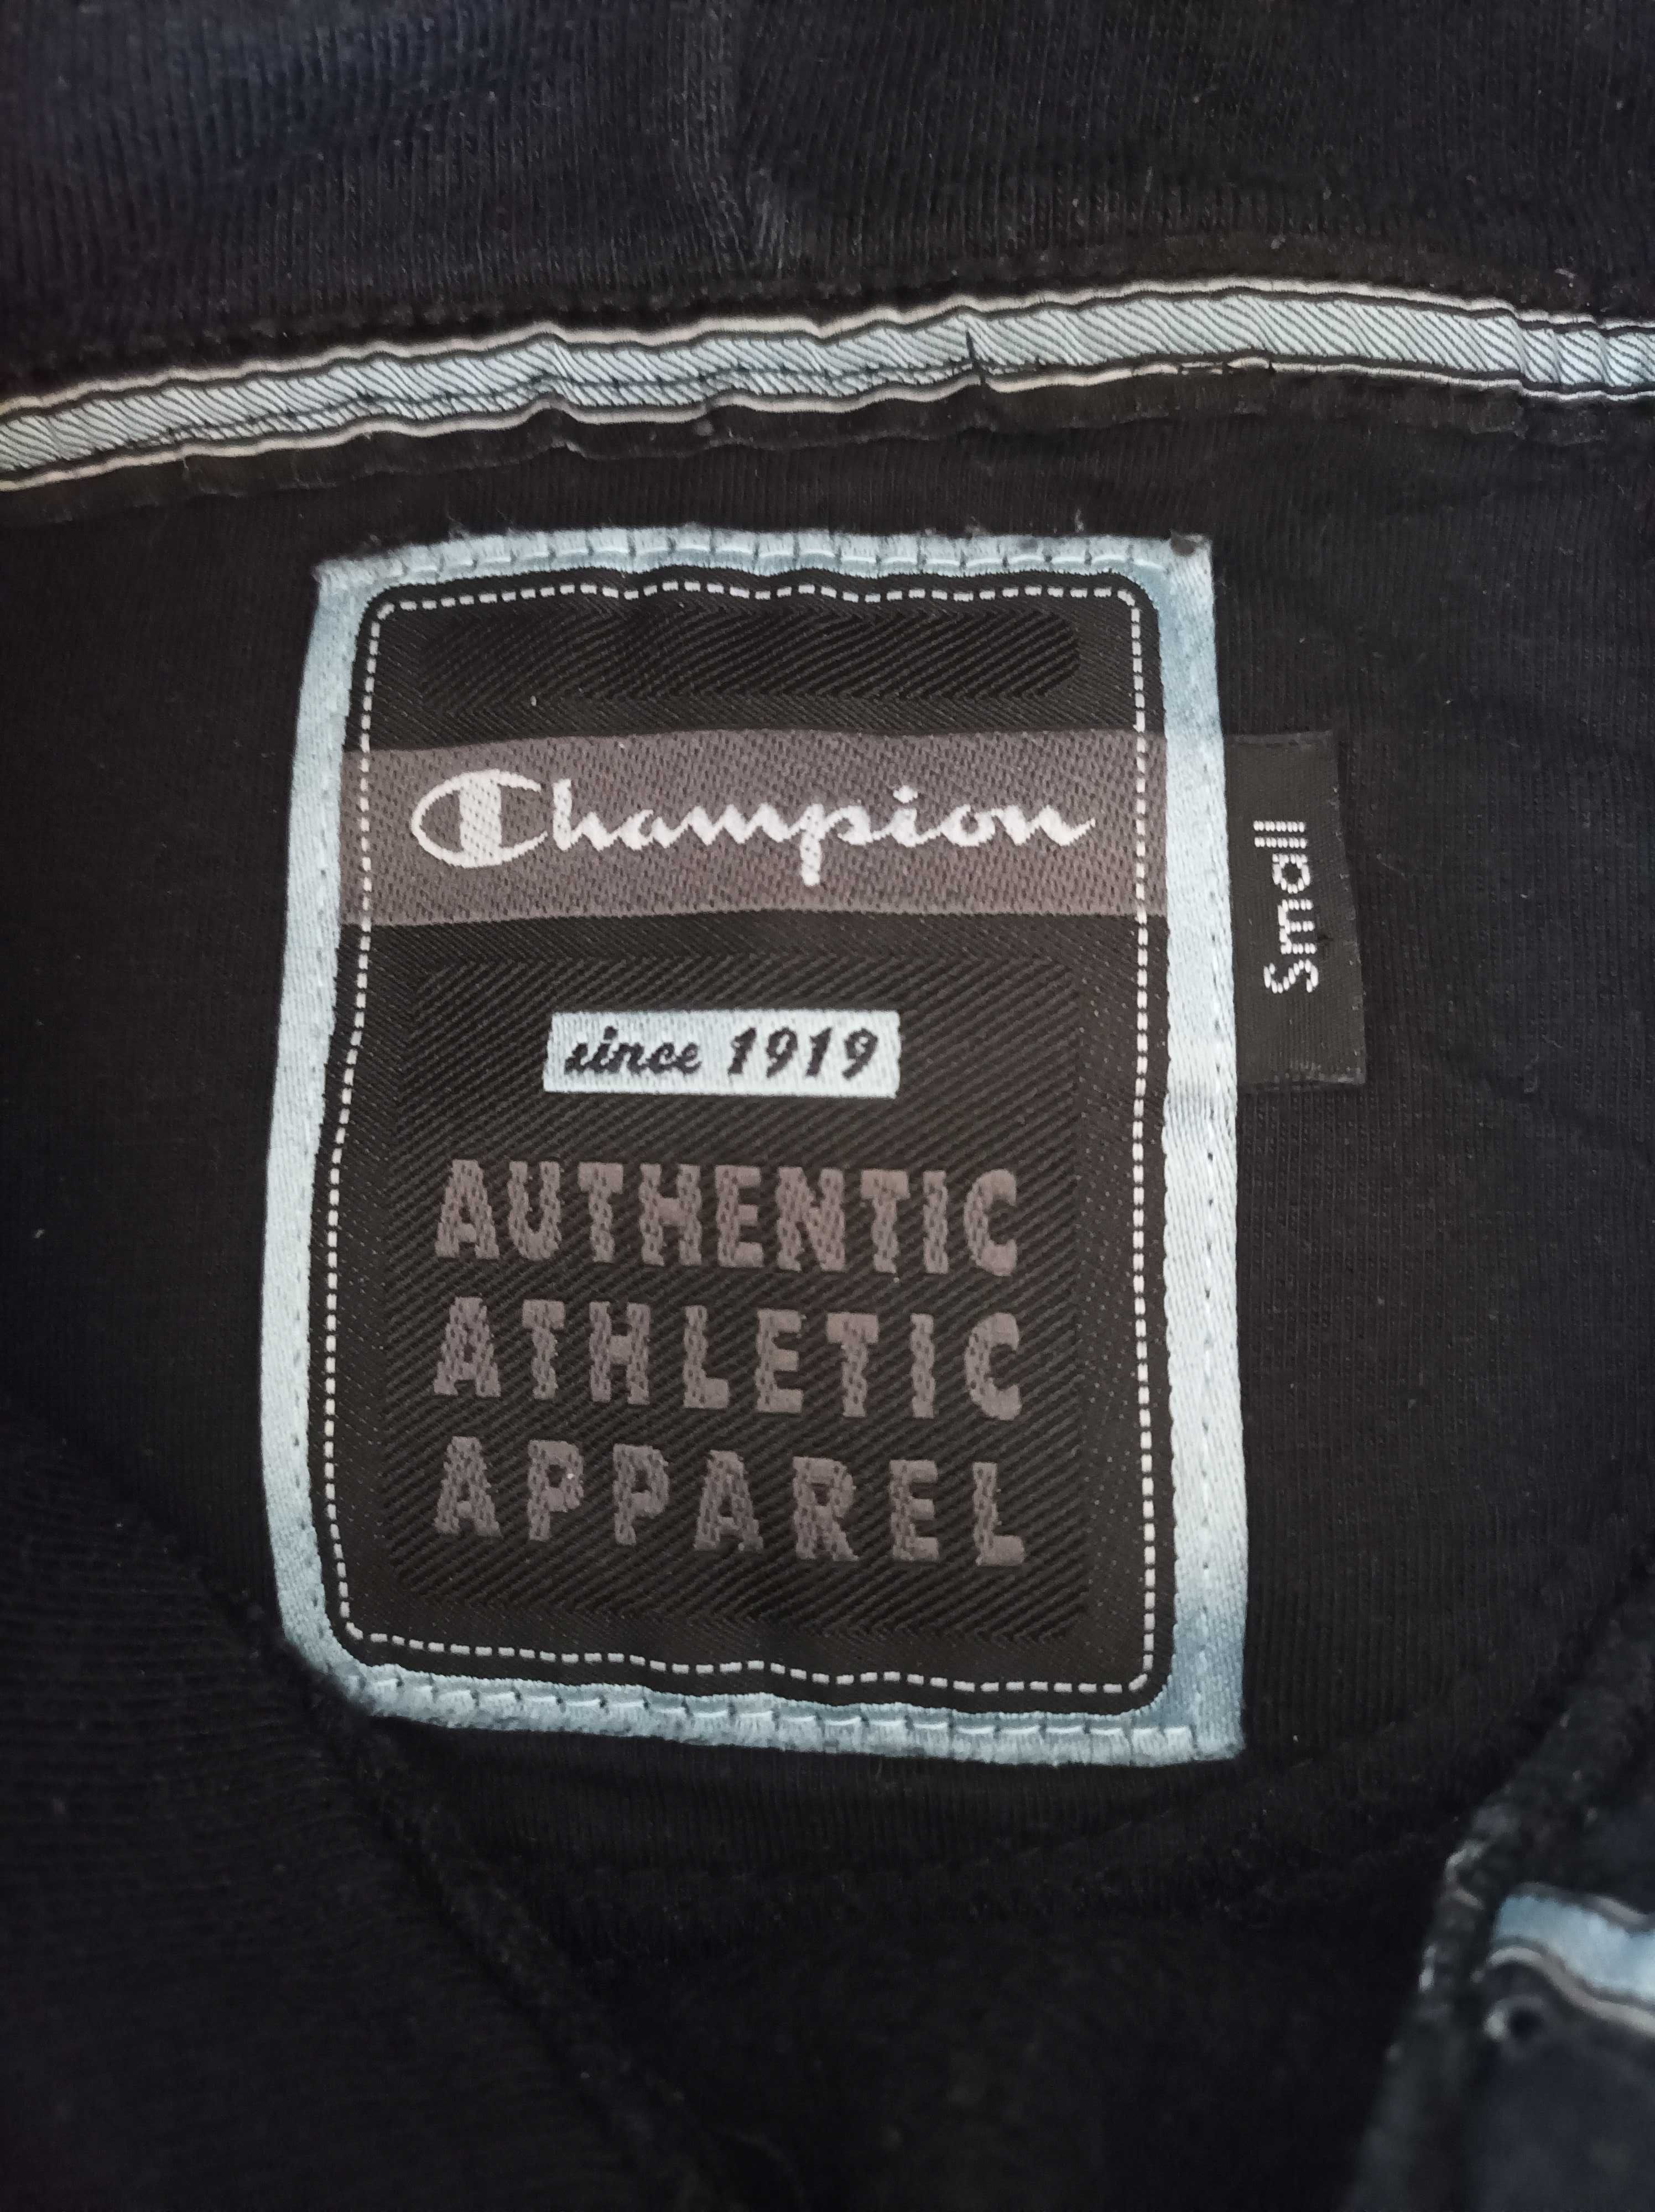 Champion
Small
since 1919
AUTHENTIC
ATHLETIC
APPAREL